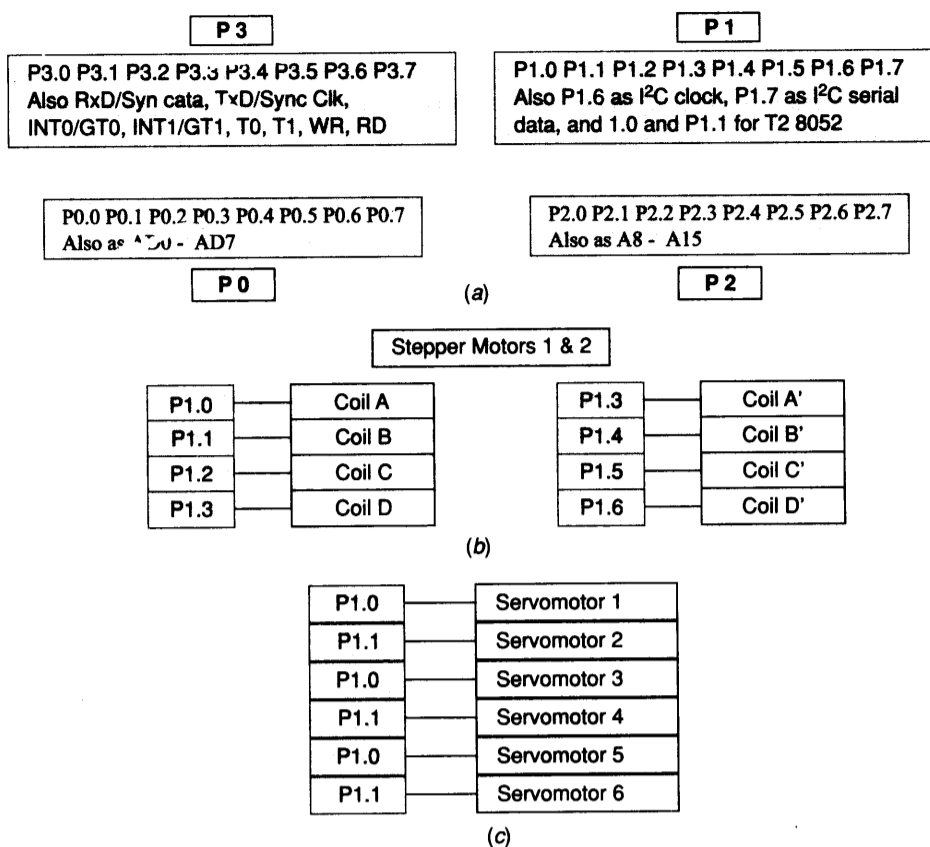 P 3
P3.0 P3.1 P3.2 P3.3 P3.4 P3.5 P3.6 P3.7
Also RxD/Syn cata, TxD/Sync Clk,
INT0/GT0, INT1/GT1, T0, T1, WR, RD
P 1
P1.0 P1.1 P1.2 P1.3 P1.4 P1.5 P1.6 P1.7
Also P1.6 as I²C clock, P1.7 as I²C serial
data, and 1.0 and P1.1 for T2 8052
P0.0 P0.1 P0.2 P0.3 P0.4 P0.5 P0.6 P0.7
Also as - AD7
P 0
P2.0 P2.1 P2.2 P2.3 P2.4 P2.5 P2.6 P2.7
Also as A8 - A15
P 2
(a)
Stepper Motors 1 & 2
P1.0 Coil A
P1.1 Coil B
P1.2 Coil C
P1.3 Coil D
P1.3 Coil A'
P1.4 Coil B'
P1.5 Coil C'
P1.6 Coil D'
(b)
P1.0 Servomotor 1
P1.1 Servomotor 2
P1.0 Servomotor 3
P1.1 Servomotor 4
P1.0 Servomotor 5
P1.1 Servomotor 6
(c)